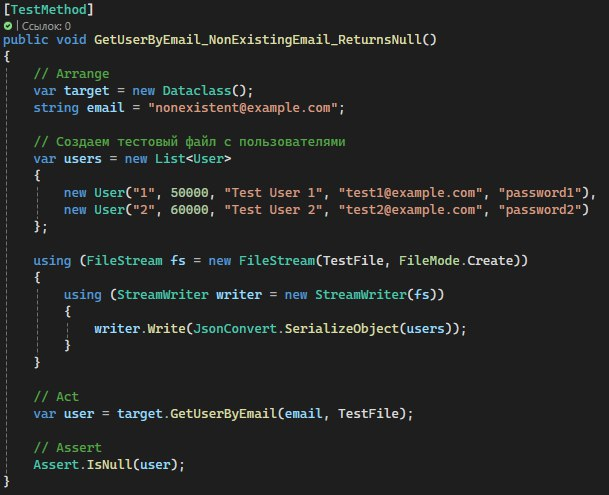 [TestMethod]
| Ссылок: 0
public void GetUserByEmail_NonExistingEmail_ReturnsNull()
{
// Arrange
var target = new Dataclass();
string email = "nonexistent@example.com";
// Создаем тестовый файл с пользователями
var users = new List<User>
{
new User("1", 50000, "Test User 1", "test1@example.com", "password1"),
new User("2", 60000, "Test User 2", "test2@example.com", "password2")
};
using (FileStream fs = new FileStream(TestFile, FileMode.Create))
{
using (StreamWriter writer = new StreamWriter(fs))
{
writer.Write(JsonConvert.SerializeObject(users));
}
}
// Act
var user = target.GetUserByEmail(email, TestFile);
// Assert
Assert.IsNull(user);
}